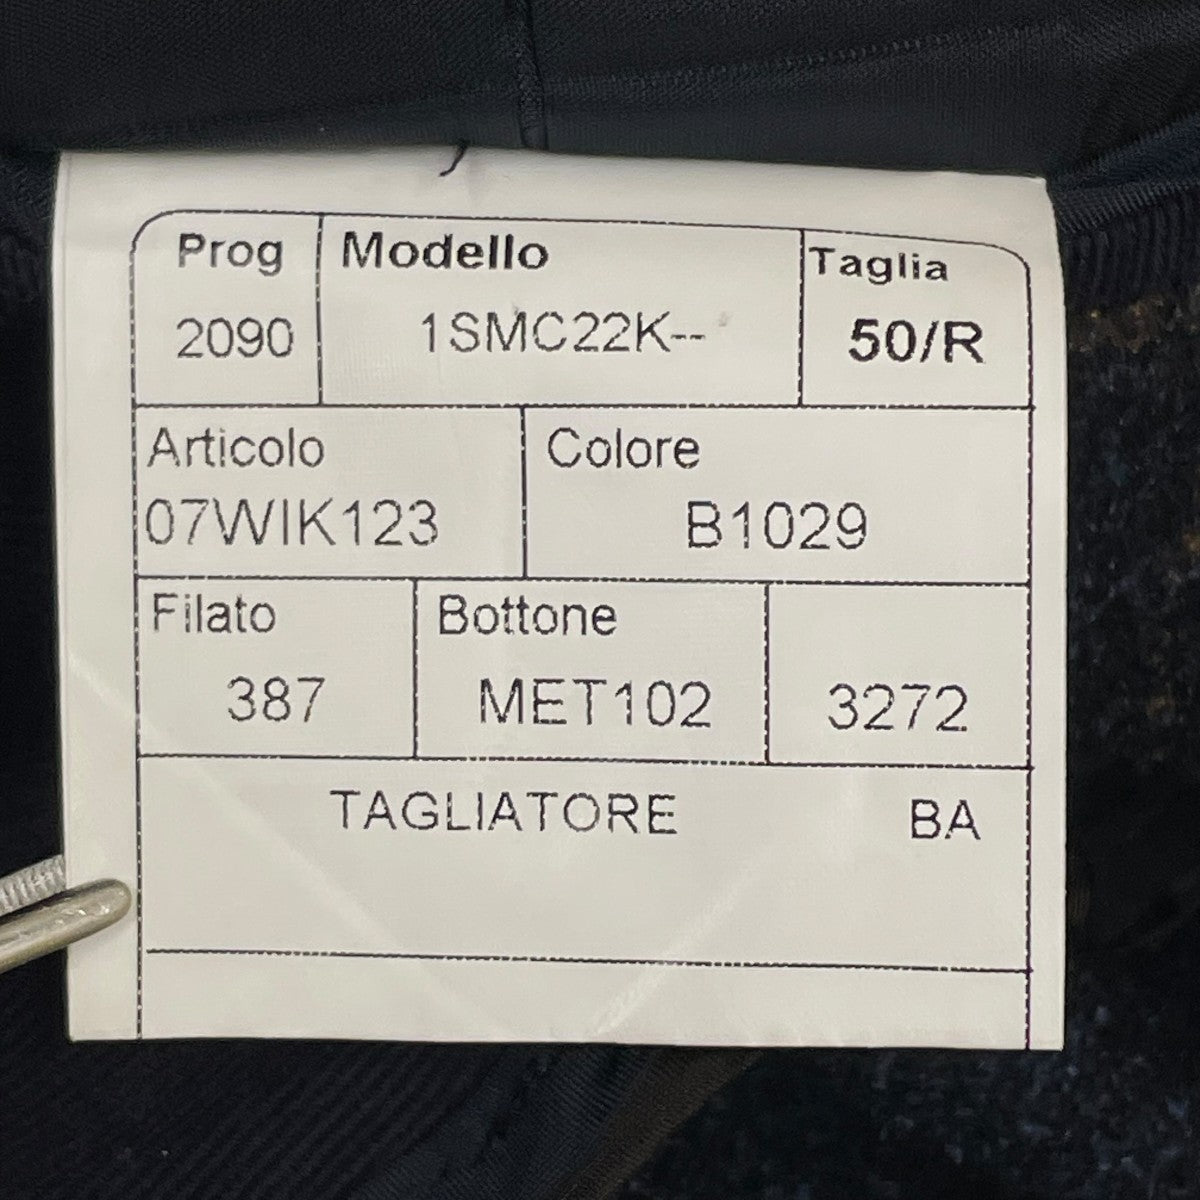 Prog Modello Taglia
2090 1SMC22K-- 50/R
Articolo Colore
07WIK123 B1029
Filato Bottone
387 MET102 3272
TAGLIATORE BA